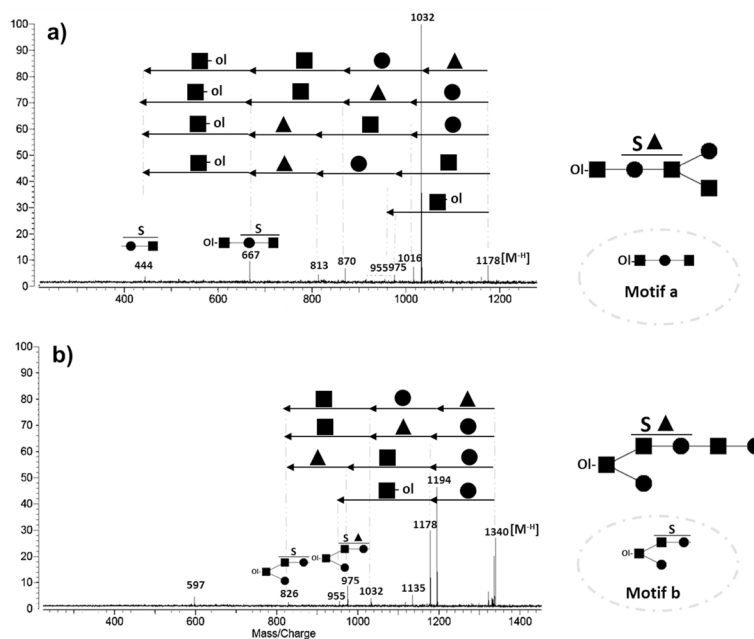 a)
100
90
80
70
60
50
40
30
20
10
0
1032
ol
ol
ol
ol
ol
S
444
Ol- S
667
813
870
955 975
1016
1178 [M-H]
400 600 800 1000 1200
S
Ol-
Ol-
Motif a
b)
100
90
80
70
60
50
40
30
20
10
0
ol
1194
1178
1340 [M-H]
S
Ol-
S
Ol-
597
826
955
975
1032
1135
200 400 600 800 1000 1200 1400
Mass/Charge
S
Ol-
S
Ol-
Motif b